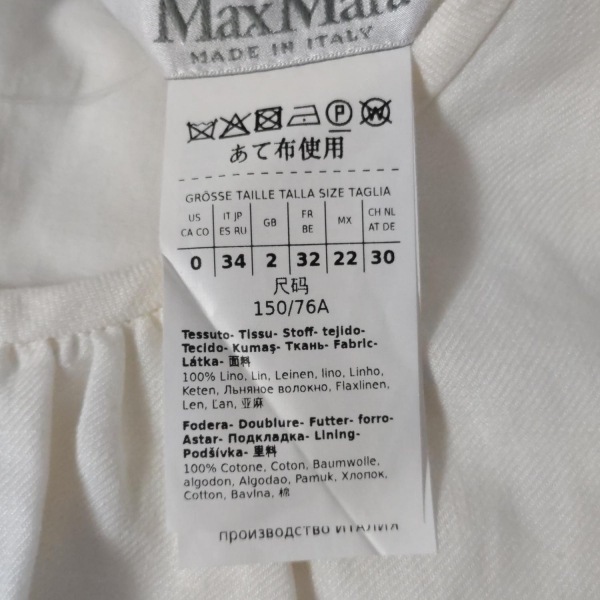 MaxMara
MADE IN ITALY
P W
あて布使用
GRÖSSE TAILLE TALLA SIZE TAGLIA
US CA CO IT JP ES RU GB FR BE MX CH NL AT DE
0 34 2 32 22 30
尺码
150/76A
Tessuto- Tissu- Stoff- tejido-
Tecido- Kumaş- Ткань- Fabric-
Látka- 面料
100% Lino, Lin, Leinen, lino, Linho,
Keten, Льняное волокно, Flaxlinen,
Len, Ľan, 亚麻
Fodera- Doublure- Futter- forro-
Astar- Подкладка- Lining-
Podšívka- 里料
100% Cotone, Coton, Baumwolle,
algodon, Algodao, Pamuk, Хлопок,
Cotton, Bavlna, 棉
ПРОИЗВОДСТВО ИТАЛИЯ